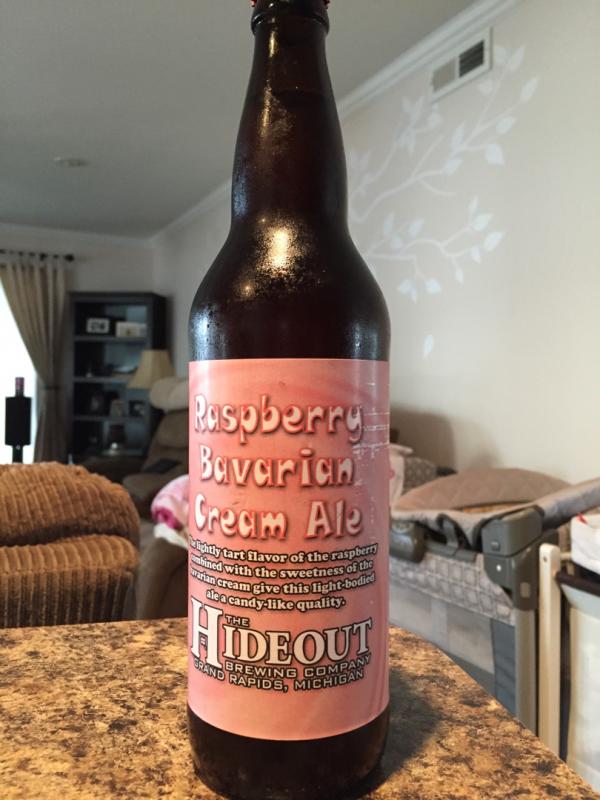 Raspberry
Bavarian
Cream Ale
lightly tart flavor of the raspberry
combined with the sweetness of the
Bavarian cream give this light-bodied
ale a candy-like quality.
THE
HIDEOUT
BREWING COMPANY
GRAND RAPIDS, MICHIGAN